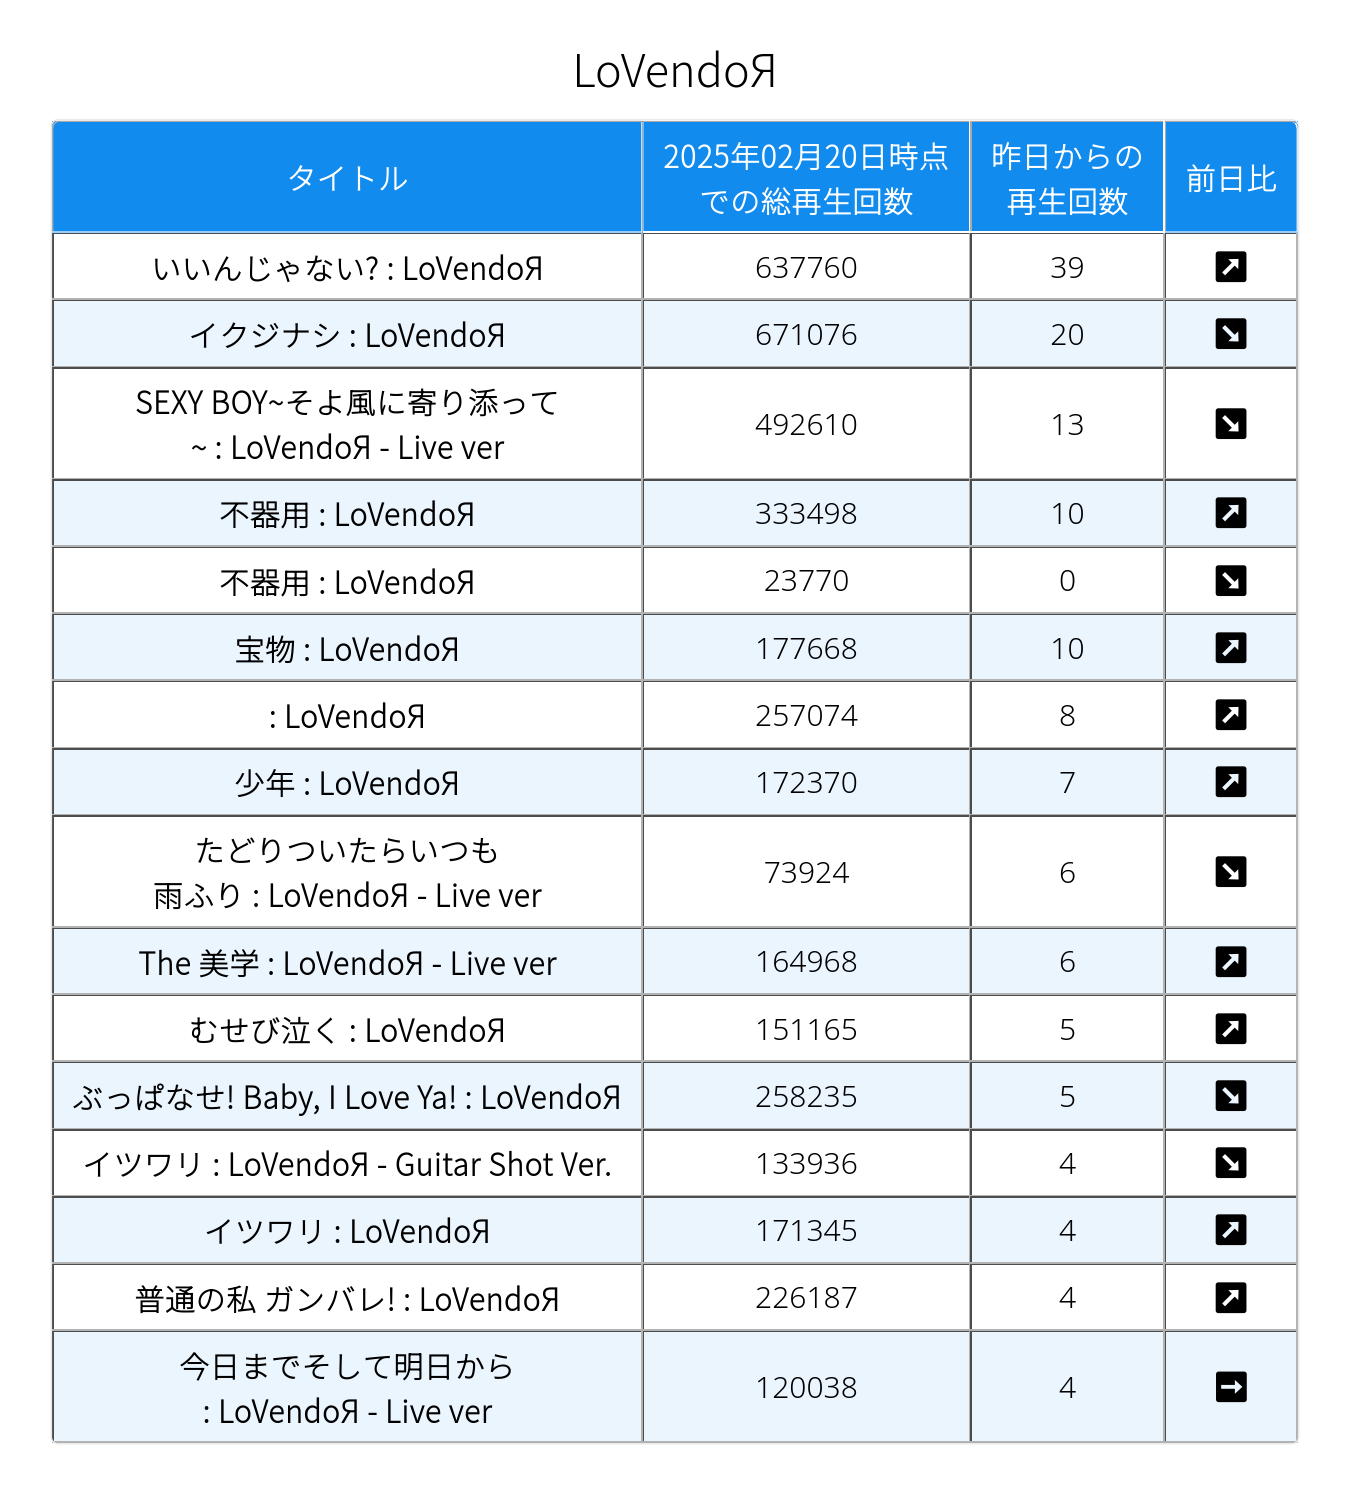 LoVendoЯ
タイトル
2025年02月20日時点
での総再生回数
昨日からの
再生回数
前日比
いいんじゃない? : LoVendoЯ 637760 39 ↗
イクジナシ : LoVendoЯ 671076 20 ↘
SEXY BOY~そよ風に寄り添って
~ : LoVendoЯ - Live ver 492610 13 ↘
不器用 : LoVendoЯ 333498 10 ↗
不器用 : LoVendoЯ 23770 0 ↘
宝物 : LoVendoЯ 177668 10 ↗
: LoVendoЯ 257074 8 ↗
少年 : LoVendoЯ 172370 7 ↗
たどりついたらいつも
雨ふり : LoVendoЯ - Live ver 73924 6 ↘
The 美学 : LoVendoЯ - Live ver 164968 6 ↗
むせび泣く : LoVendoЯ 151165 5 ↗
ぶっぱなせ! Baby, I Love Ya! : LoVendoЯ 258235 5 ↘
イツワリ : LoVendoЯ - Guitar Shot Ver. 133936 4 ↘
イツワリ : LoVendoЯ 171345 4 ↗
普通の私 ガンバレ! : LoVendoЯ 226187 4 ↗
今日までそして明日から
: LoVendoЯ - Live ver 120038 4 →